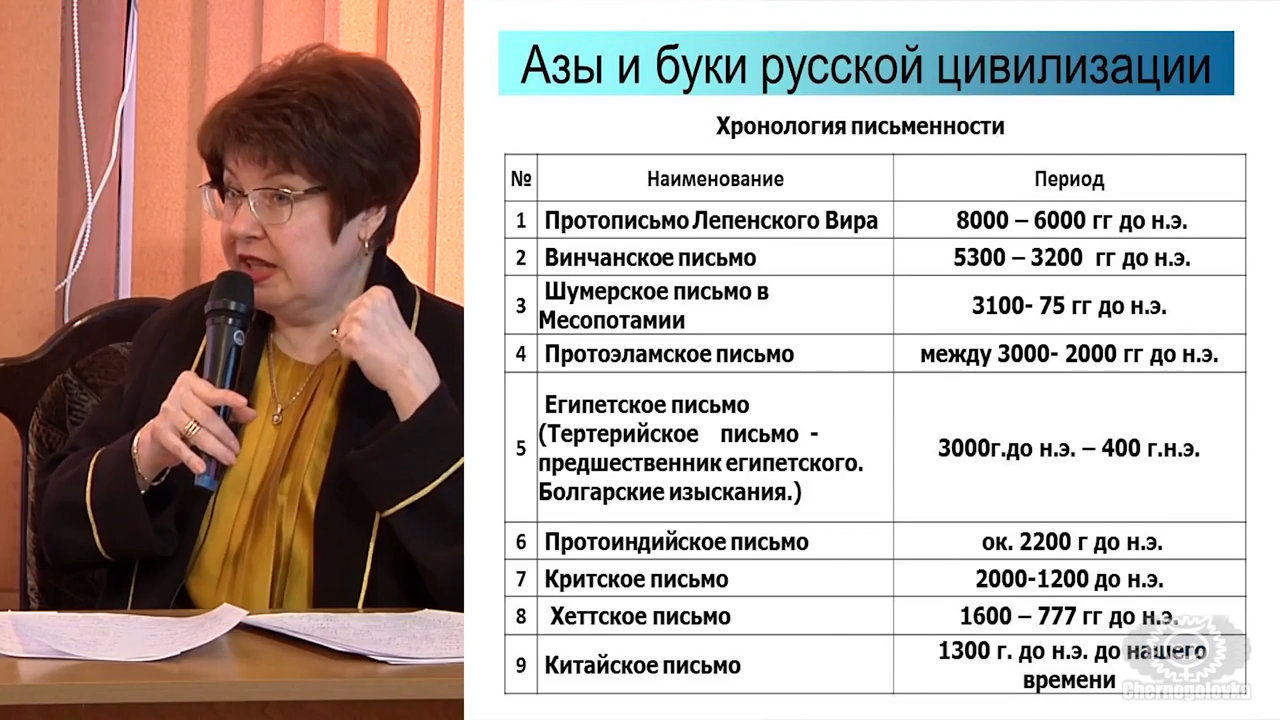 Азы и буки русской цивилизации
Хронология письменности
№ Наименование Период
1 Протописьмо Лепенского Вира 8000 – 6000 гг до н.э.
2 Винчанское письмо 5300 – 3200 гг до н.э.
3 Шумерское письмо в
Месопотамии 3100- 75 гг до н.э.
4 Протоэламское письмо между 3000- 2000 гг до н.э.
5 Египетское письмо
(Тертерийское письмо -
предшественник египетского.
Болгарские изыскания.) 3000г.до н.э. – 400 г.н.э.
6 Протоиндийское письмо ок. 2200 г до н.э.
7 Критское письмо 2000-1200 до н.э.
8 Хеттское письмо 1600 – 777 гг до н.э.
9 Китайское письмо 1300 г. до н.э. до нашего
времени
Chernogolovka